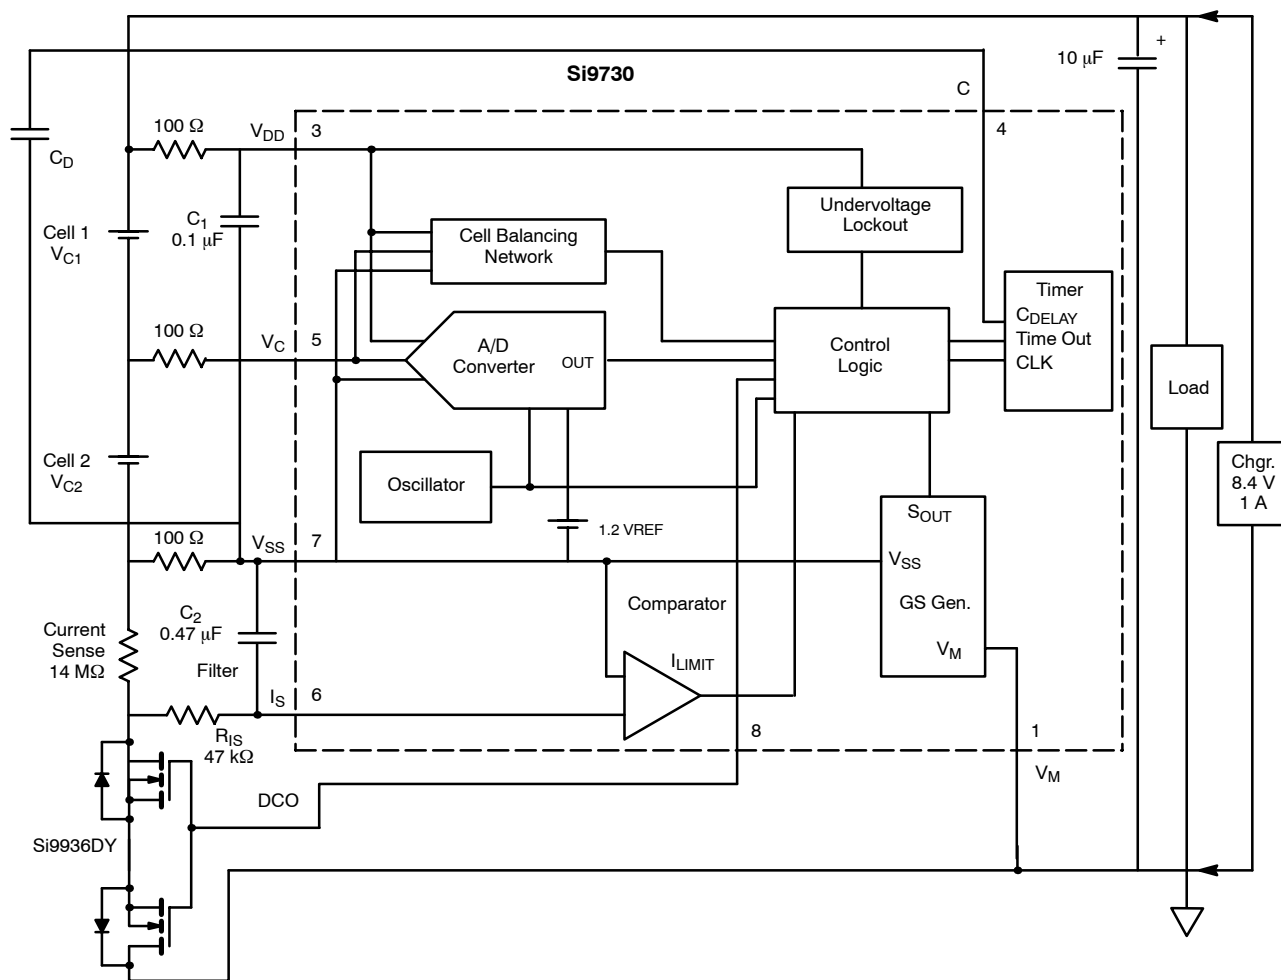 10 μF
+
Si9730
C
100 Ω
VDD
3
4
CD
C1
0.1 μF
Undervoltage
Lockout
Cell 1
VC1
Cell Balancing
Network
Timer
CDELAY
Time Out
CLK
100 Ω
VC
5
A/D
Converter
OUT
Control
Logic
Load
Cell 2
VC2
Chgr.
8.4 V
1 A
Oscillator
SOUT
1.2 VREF
100 Ω
VSS
7
VSS
GS Gen.
VM
Comparator
C2
0.47 μF
Current
Sense
14 MΩ
Filter
ILIMIT
IS
6
RIS
47 kΩ
8
1
VM
DCO
Si9936DY